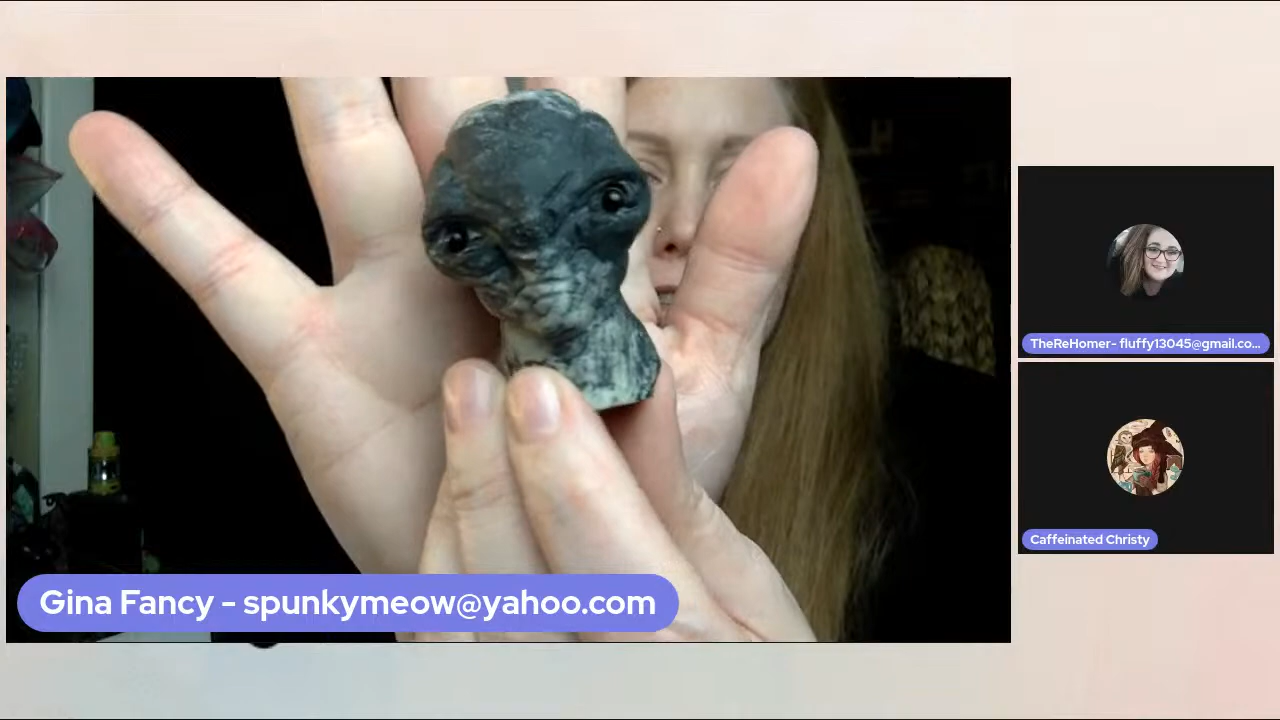 Gina Fancy - spunkymeow@yahoo.com
TheReHomer- fluffy13045@gmail.co...
Caffeinated Christy